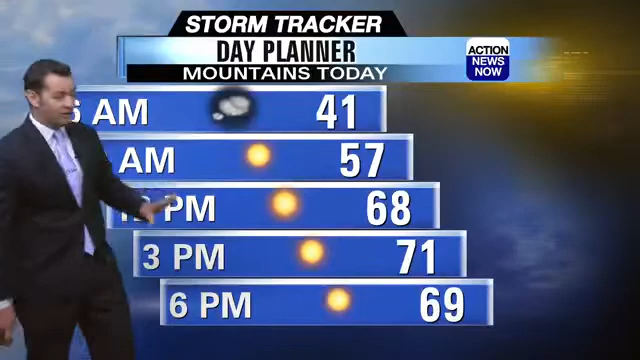 STORM TRACKER
DAY PLANNER
MOUNTAINS TODAY
ACTION
NEWS
NOW
AM 41
AM 57
PM 68
3 PM 71
6 PM 69